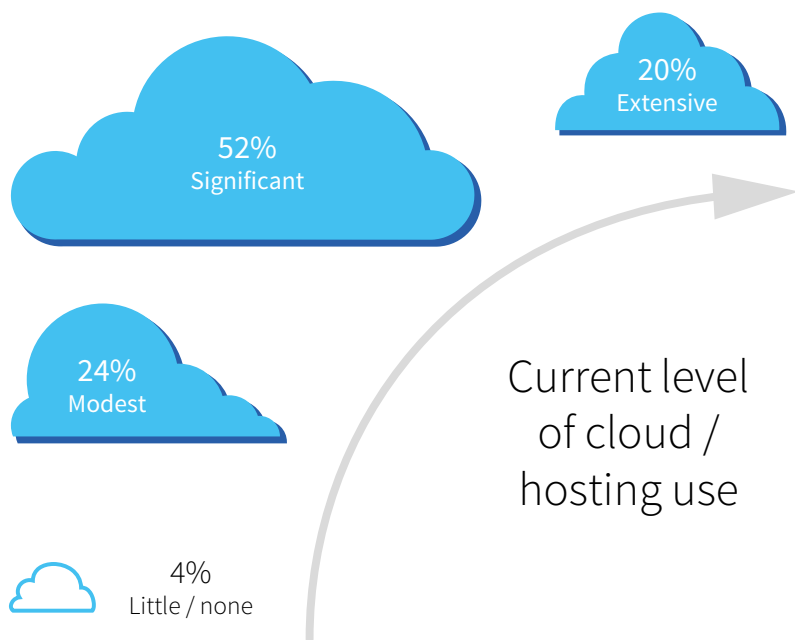 20%
Extensive
52%
Significant
24%
Modest
Current level
of cloud /
hosting use
4%
Little / none